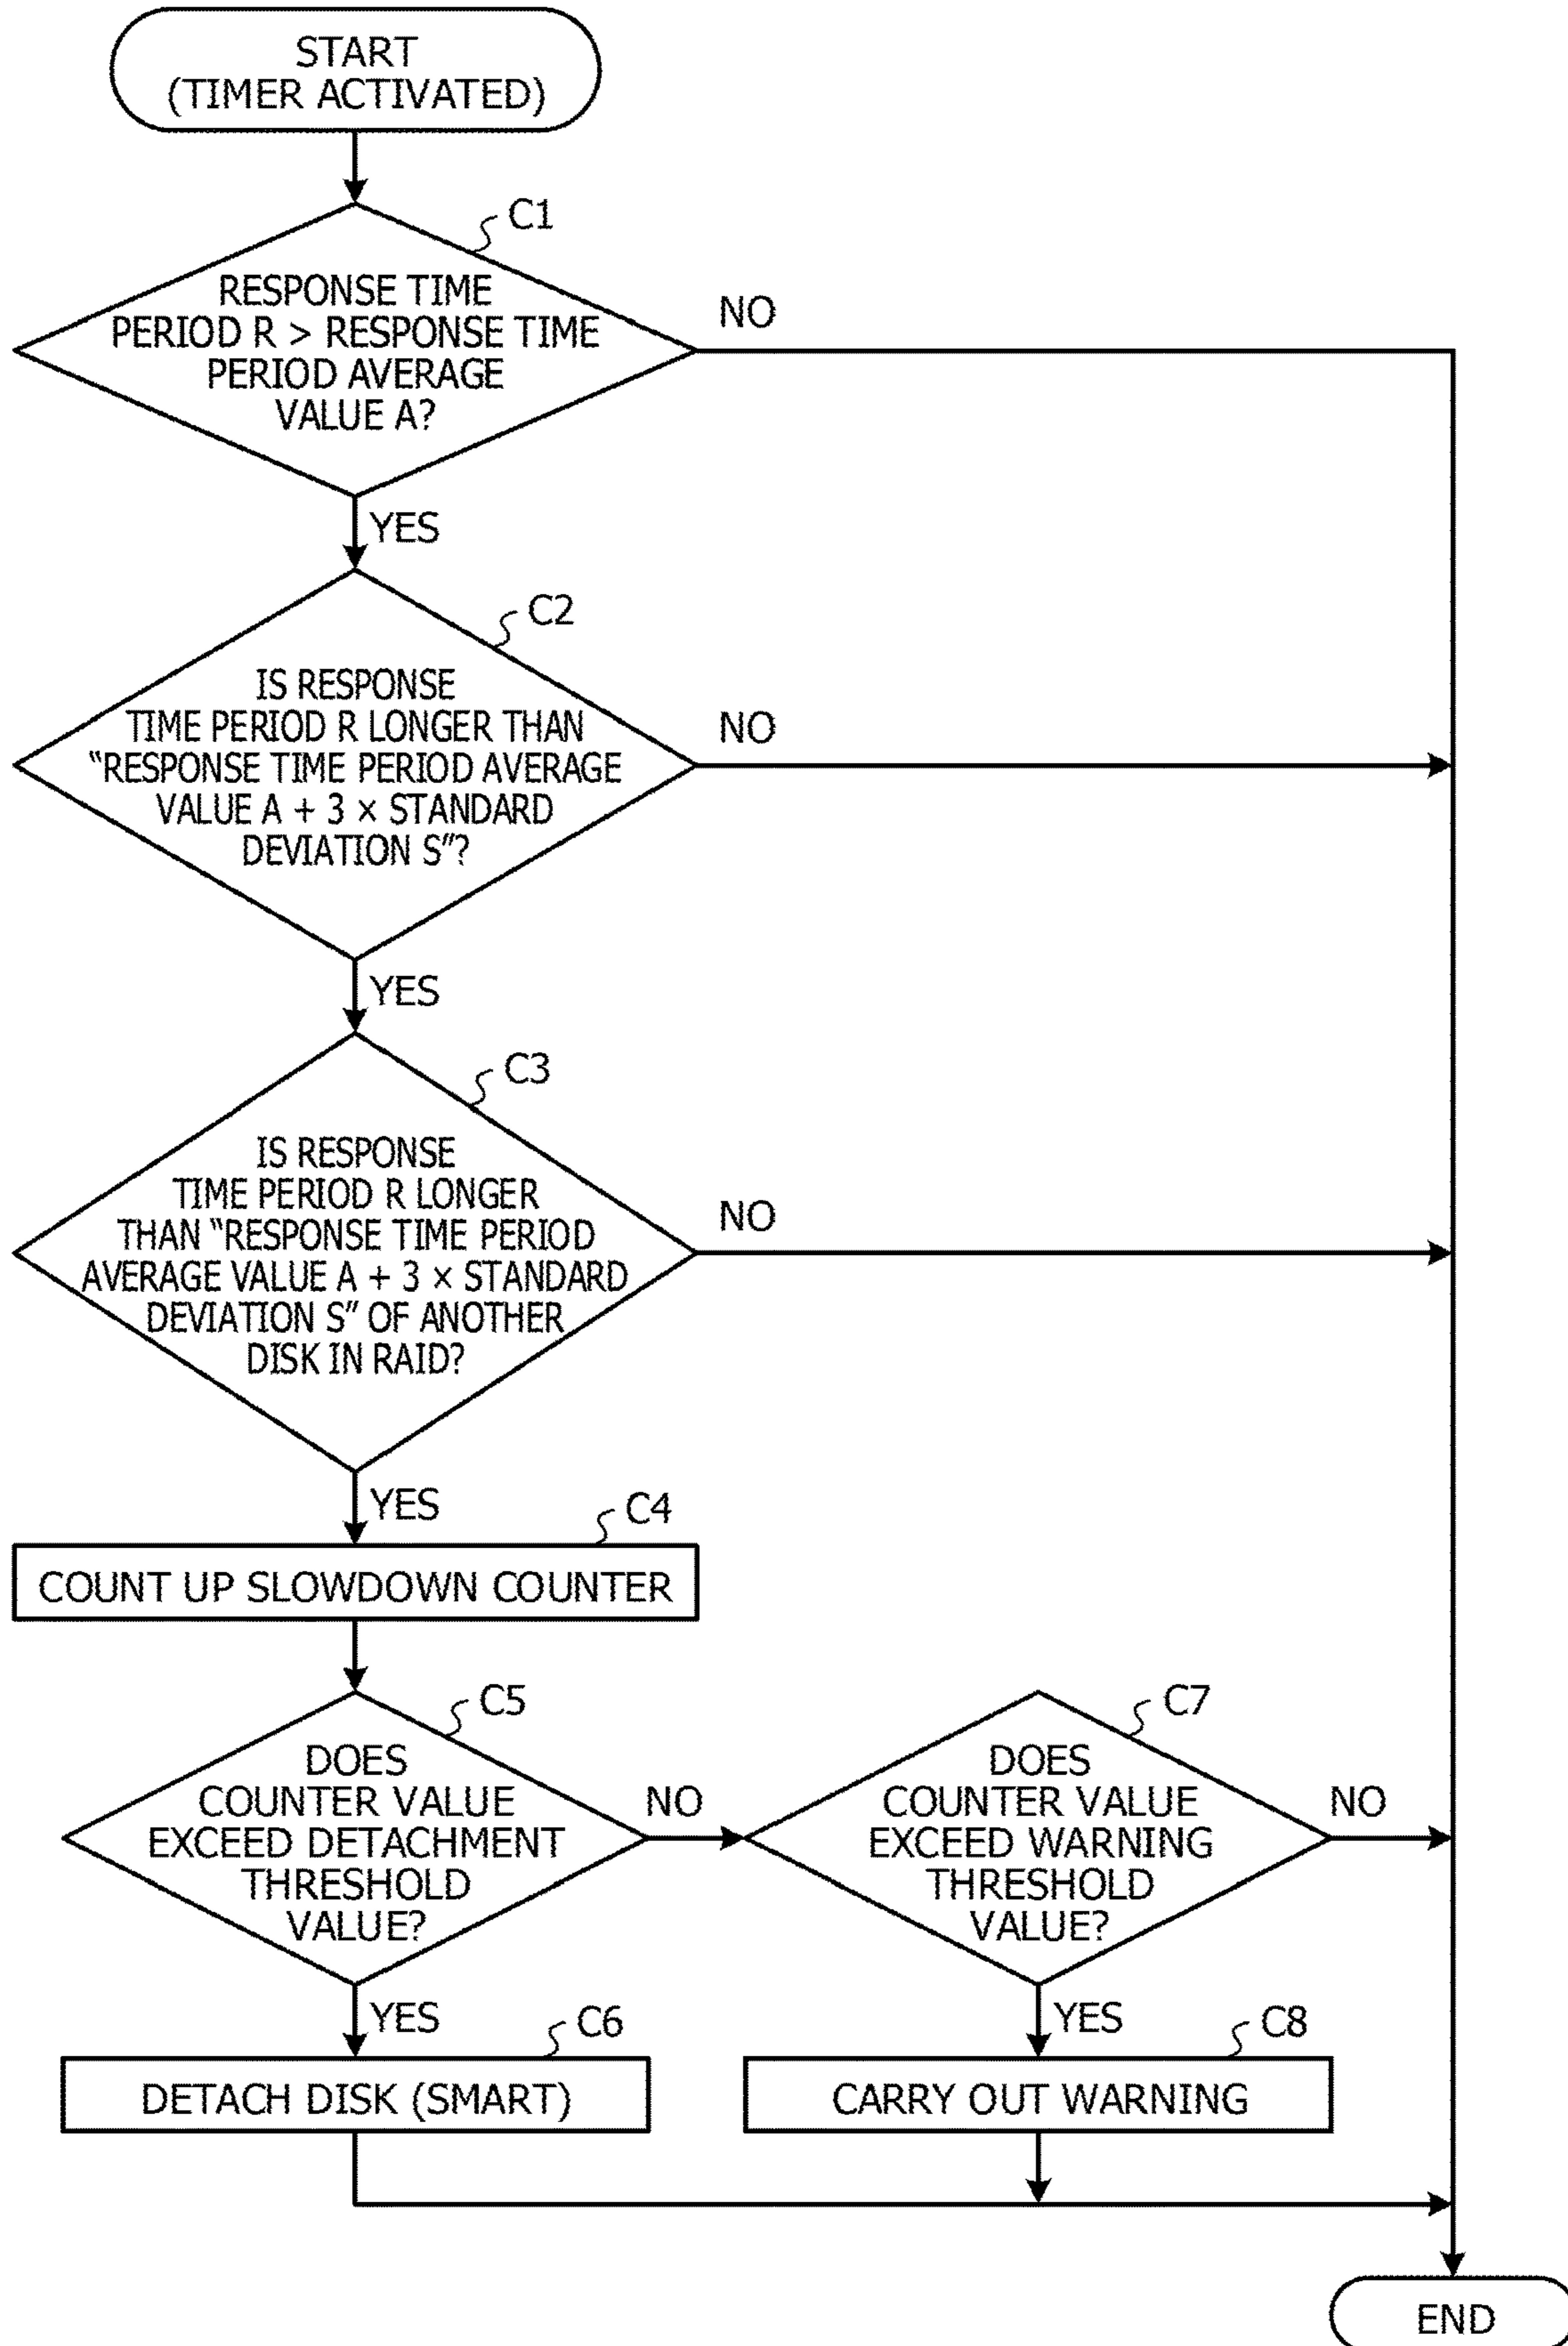 START
(TIMER ACTIVATED)
C1
RESPONSE TIME
PERIOD R > RESPONSE TIME
PERIOD AVERAGE
VALUE A?
NO
YES
C2
IS RESPONSE
TIME PERIOD R LONGER THAN
“RESPONSE TIME PERIOD AVERAGE
VALUE A + 3 × STANDARD
DEVIATION S”?
NO
YES
C3
IS RESPONSE
TIME PERIOD R LONGER
THAN “RESPONSE TIME PERIOD
AVERAGE VALUE A + 3 × STANDARD
DEVIATION S” OF ANOTHER
DISK IN RAID?
NO
YES
C4
COUNT UP SLOWDOWN COUNTER
C5
DOES
COUNTER VALUE
EXCEED DETACHMENT
THRESHOLD
VALUE?
NO
YES
C7
DOES
COUNTER VALUE
EXCEED WARNING
THRESHOLD
VALUE?
NO
YES
C6
DETACH DISK (SMART)
C8
CARRY OUT WARNING
END